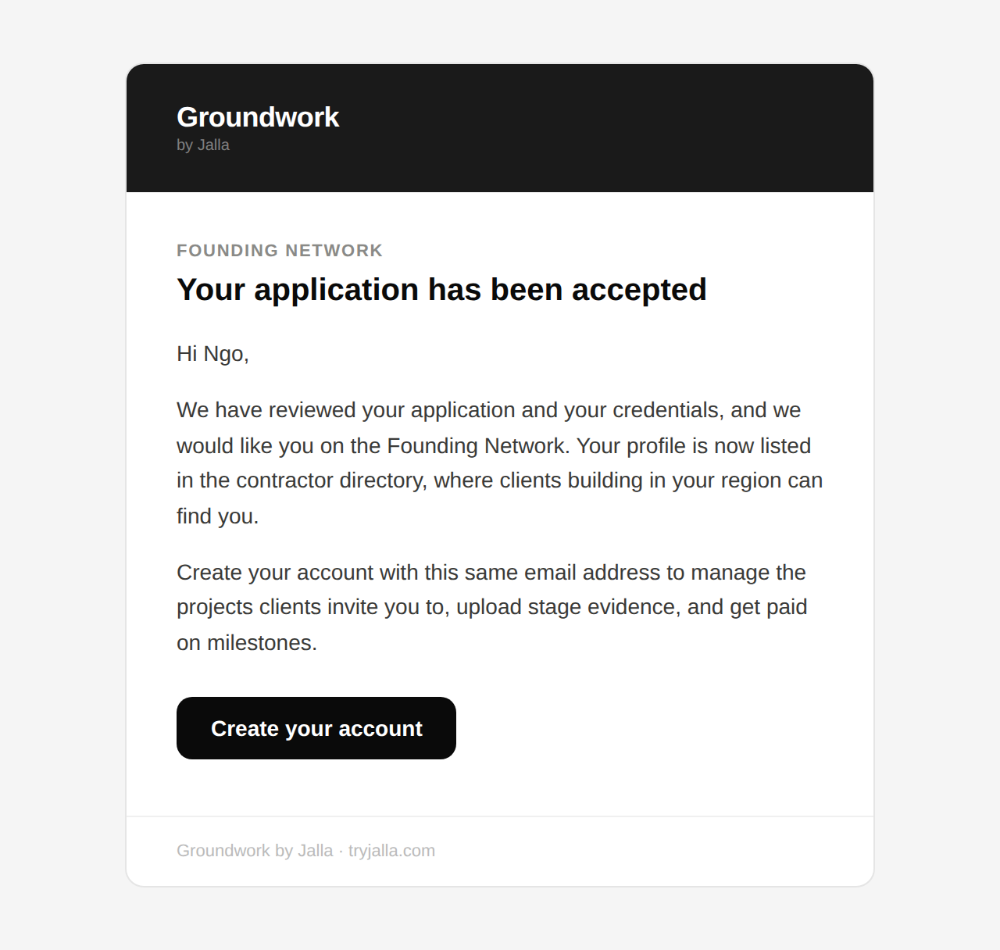 Groundwork
by Jalla
FOUNDING NETWORK
Your application has been accepted
Hi Ngo,
We have reviewed your application and your credentials, and we
would like you on the Founding Network. Your profile is now listed
in the contractor directory, where clients building in your region can
find you.
Create your account with this same email address to manage the
projects clients invite you to, upload stage evidence, and get paid
on milestones.
Create your account
Groundwork by Jalla · tryjalla.com